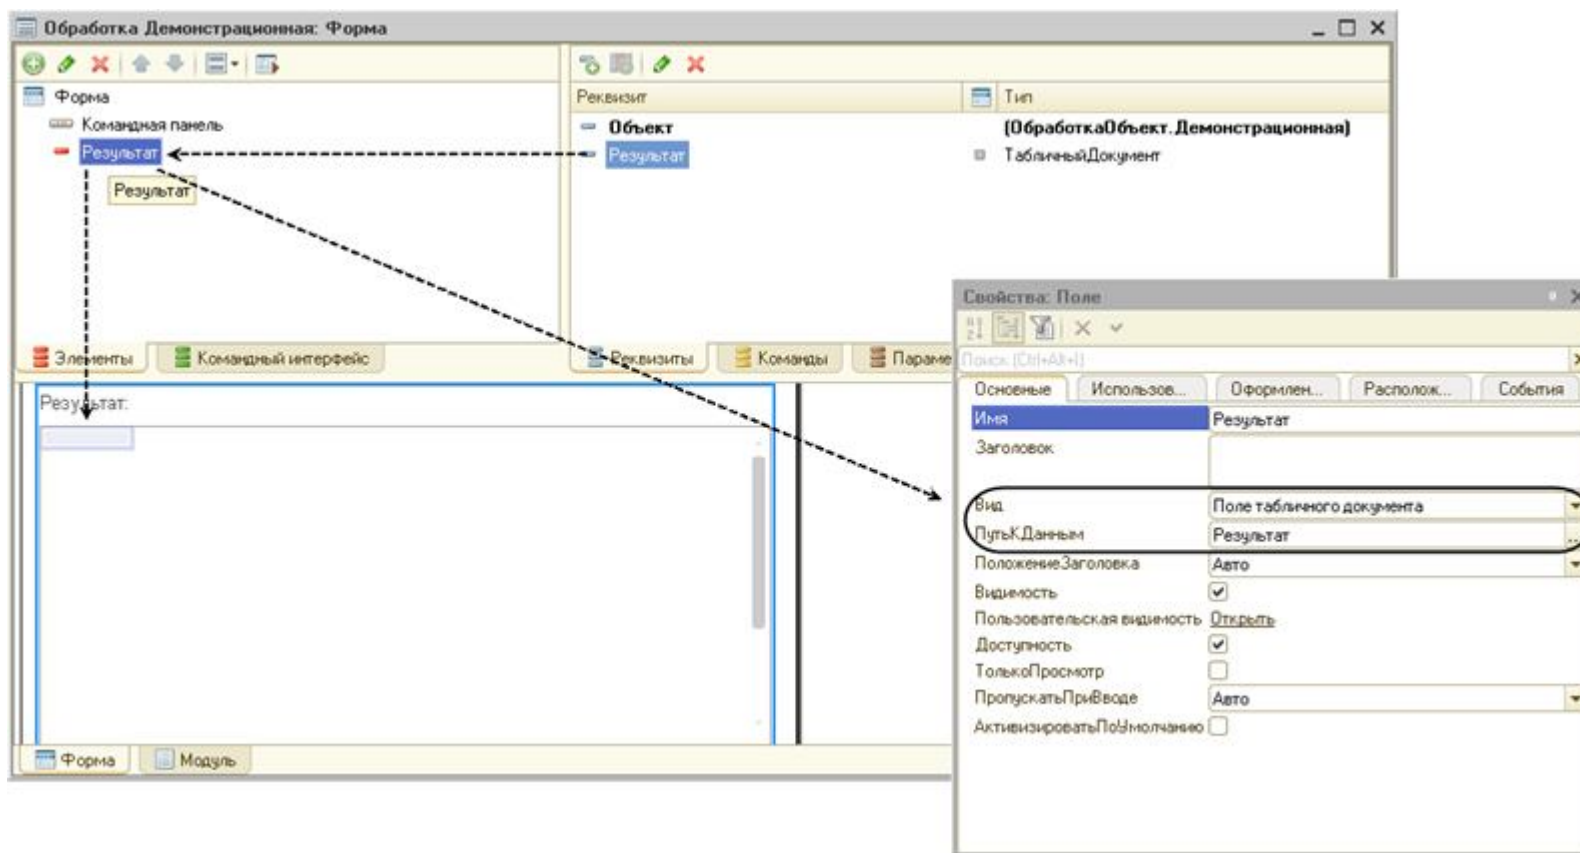 Обработка Демонстрационная: Форма
Форма
Командная панель
Результат
Результат
Реквизит Тип
Объект (ОбработкаОбъект.Демонстрационная)
Результат ТабличныйДокумент
Элементы Командный интерфейс
Реквизиты Команды Параме
Результат:
Форма Модуль
Свойства: Поле
Поиск (Ctrl+Alt+I)
Основные Использов... Оформлен... Располож... События
Имя Результат
Заголовок
Вид Поле табличного документа
ПутьКДанным Результат ...
ПоложениеЗаголовка Авто
Видимость
Пользовательская видимость Открыть
Доступность
ТолькоПросмотр
ПропускатьПриВводе Авто
АктивизироватьПоУмолчанию